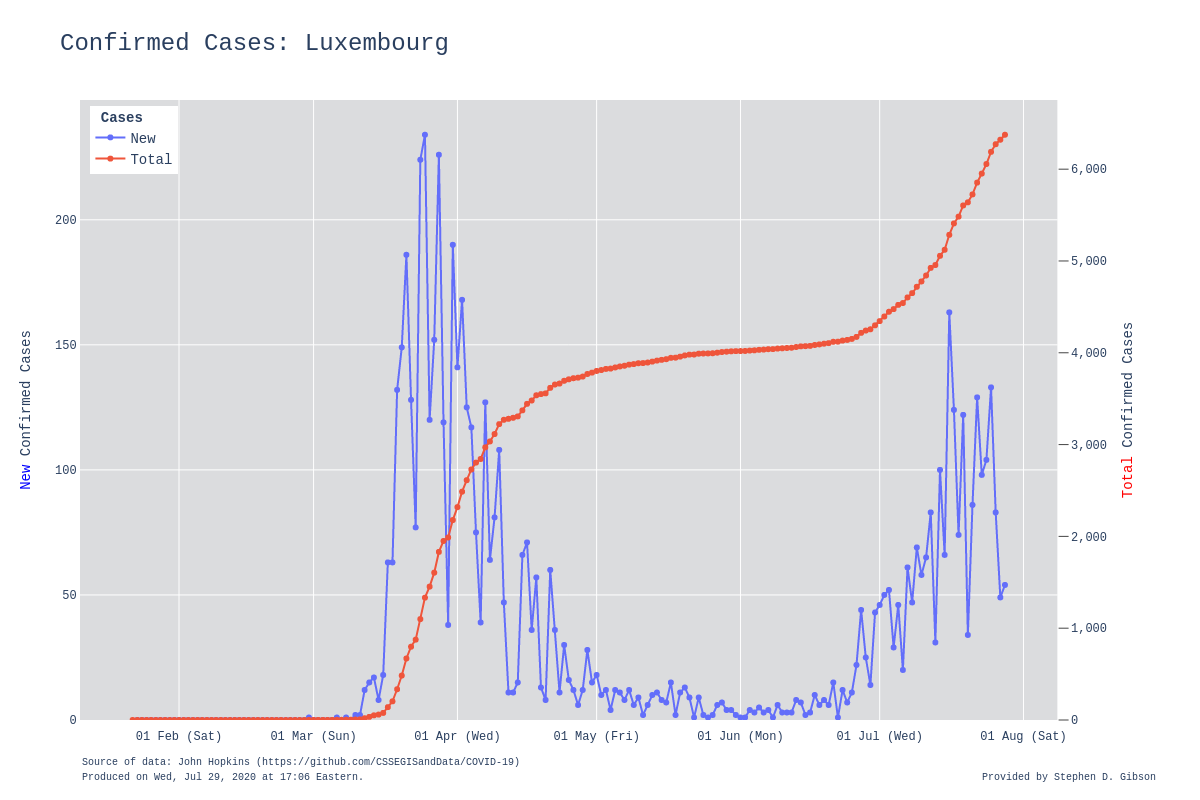 Confirmed Cases: Luxembourg
Cases
New
Total
200
150
100
50
0
6,000
5,000
4,000
3,000
2,000
1,000
0
New Confirmed Cases
Total Confirmed Cases
01 Feb (Sat)
01 Mar (Sun)
01 Apr (Wed)
01 May (Fri)
01 Jun (Mon)
01 Jul (Wed)
01 Aug (Sat)
Source of data: John Hopkins (https://github.com/CSSEGISandData/COVID-19)
Produced on Wed, Jul 29, 2020 at 17:06 Eastern.
Provided by Stephen D. Gibson